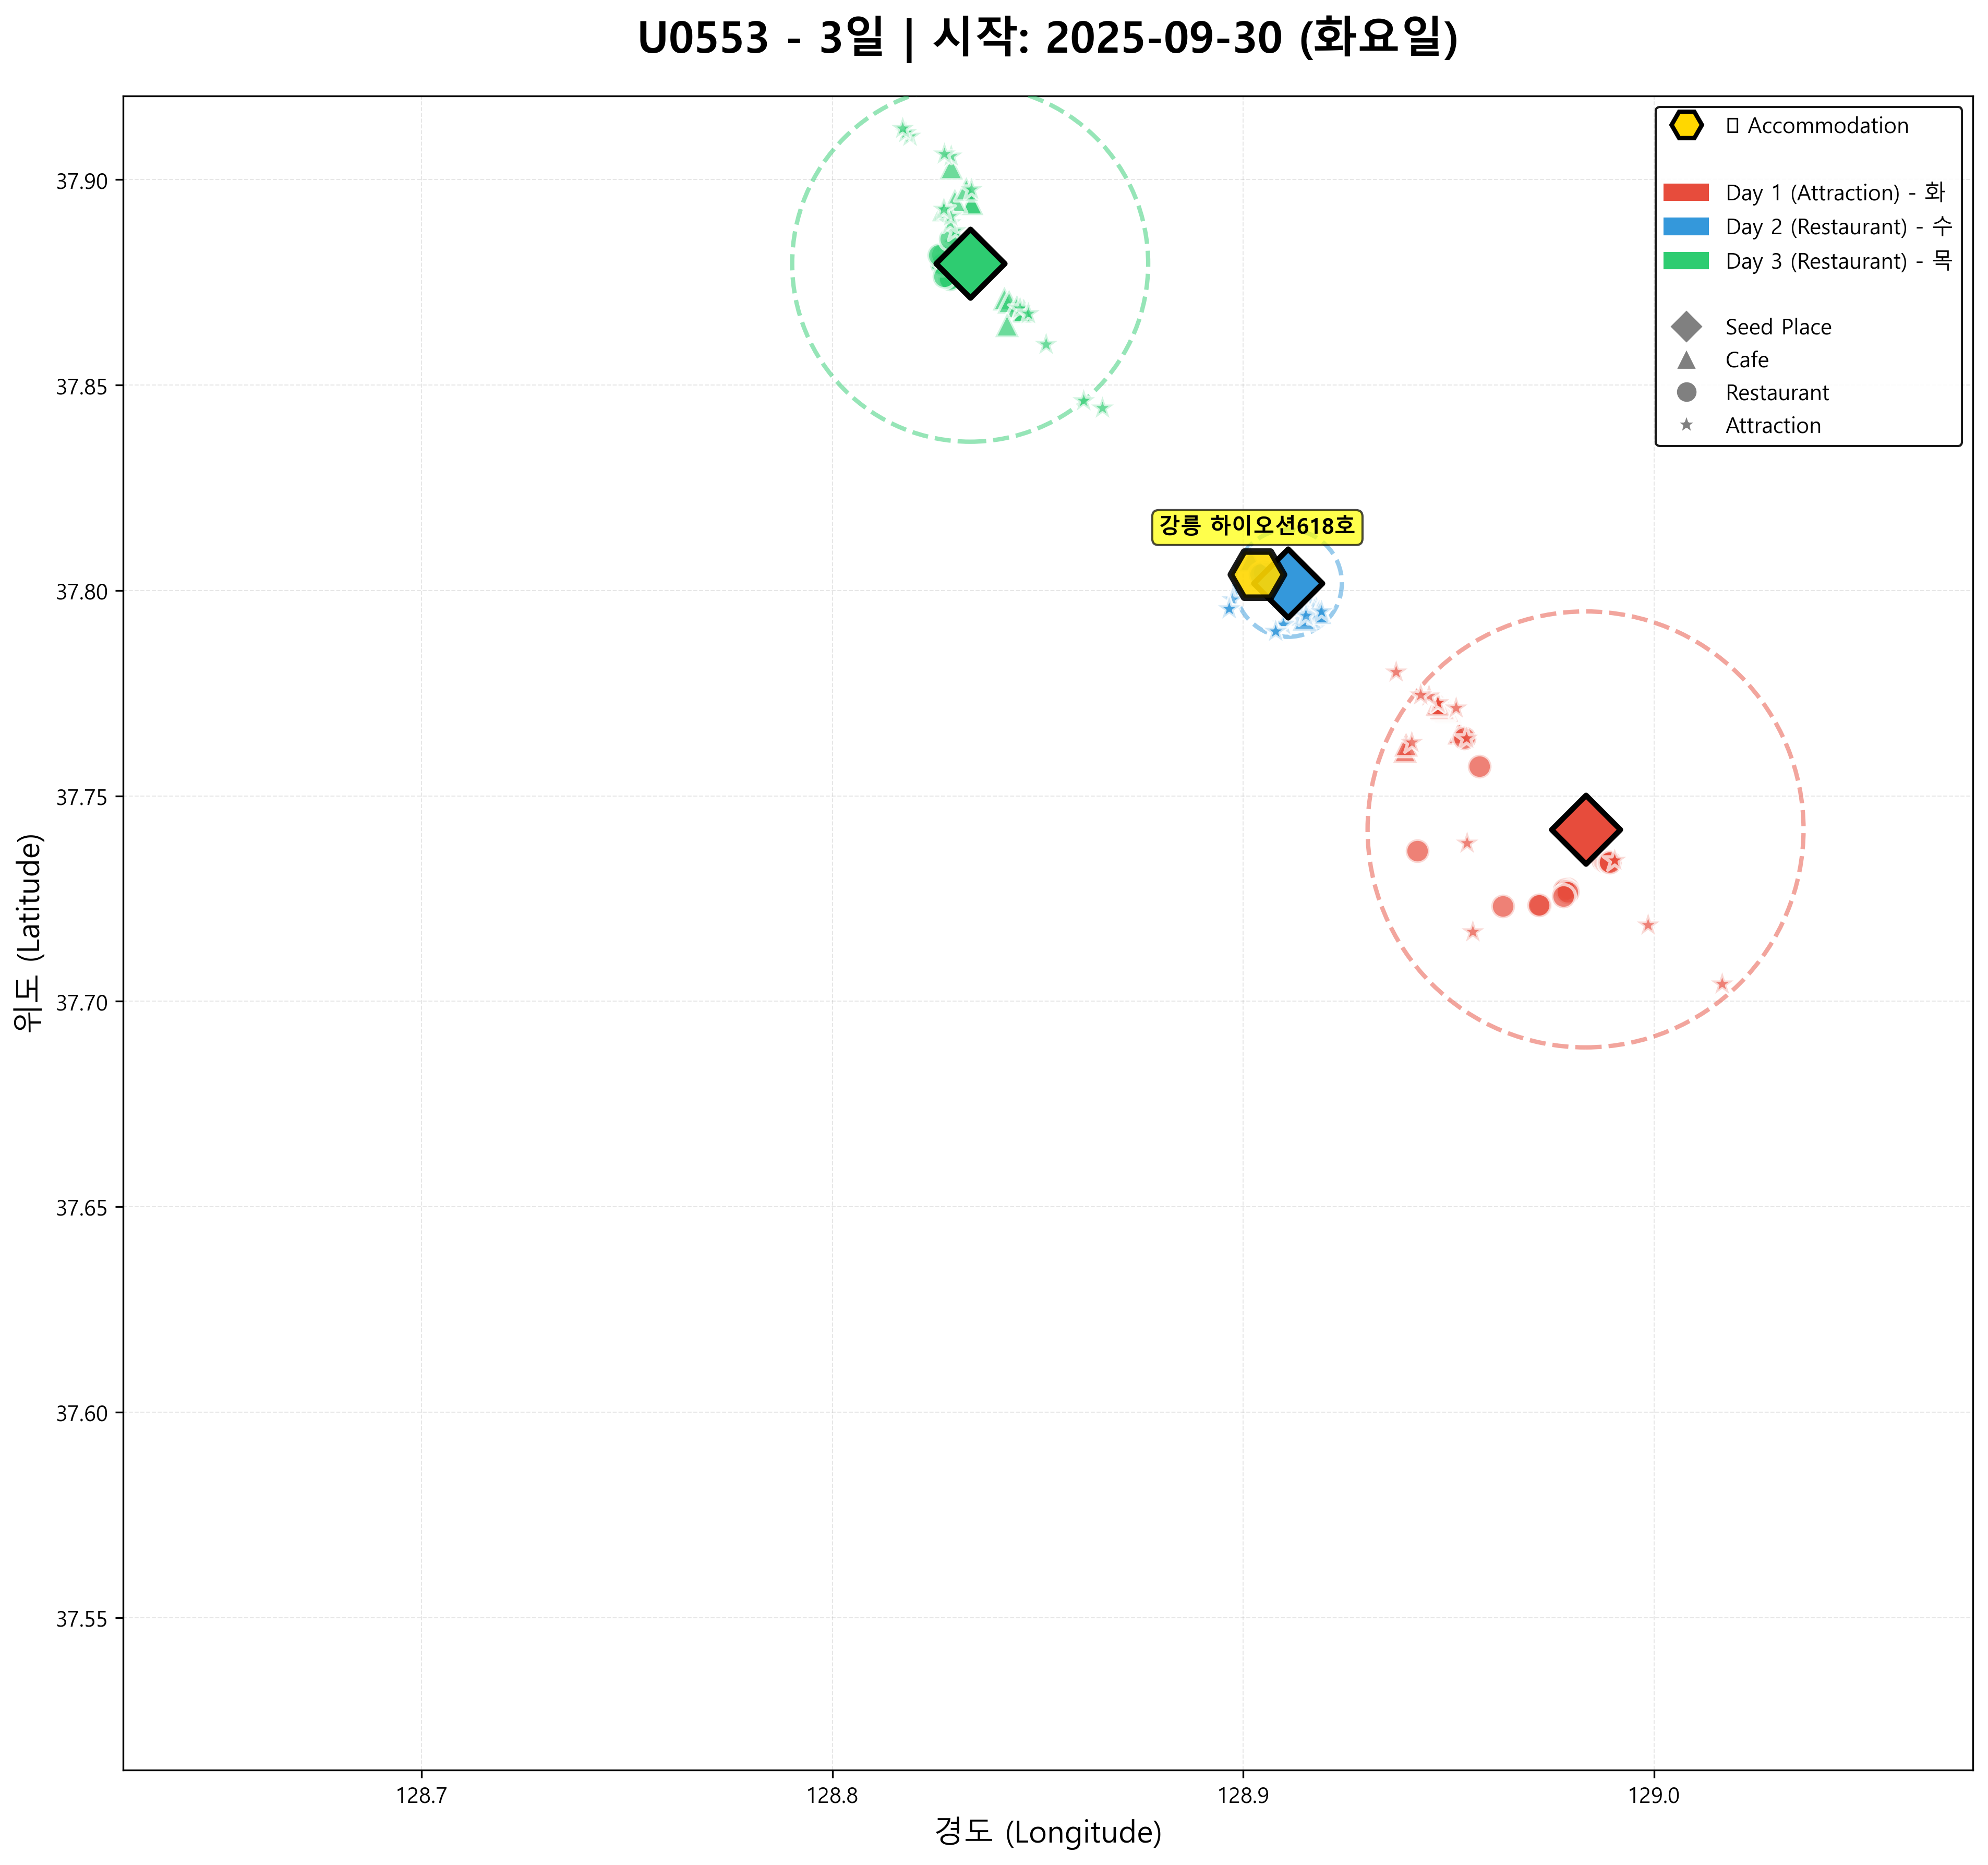 U0553 - 3일 | 시작: 2025-09-30 (화요일)
Accommodation
Day 1 (Attraction) - 화
Day 2 (Restaurant) - 수
Day 3 (Restaurant) - 목
Seed Place
Cafe
Restaurant
Attraction
강릉 하이오션618호
37.90
37.85
37.80
37.75
37.70
37.65
37.60
37.55
위도 (Latitude)
128.7
128.8
128.9
129.0
경도 (Longitude)